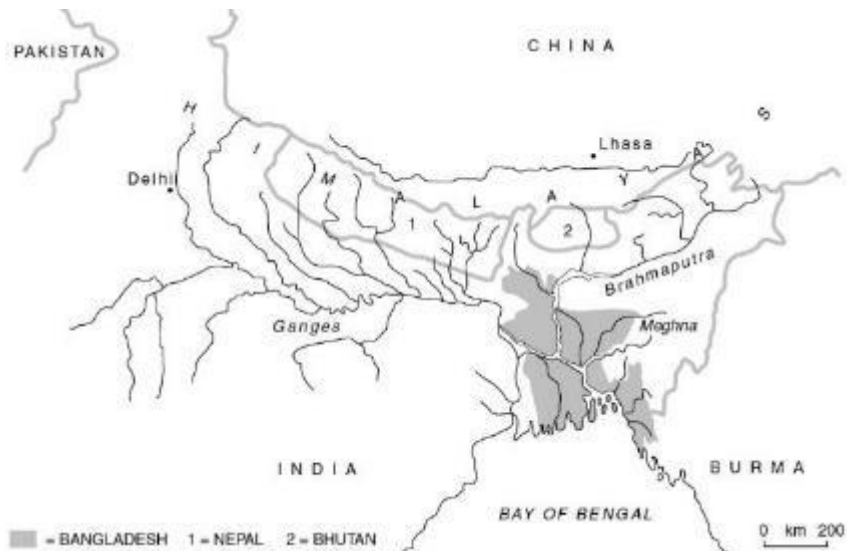 CHINA
PAKISTAN
HIMALAYAS
Lhasa
Delhi
1
2
Brahmaputra
Ganges
Meghna
INDIA
BURMA
BAY OF BENGAL
0 km 200
= BANGLADESH 1 = NEPAL 2 = BHUTAN